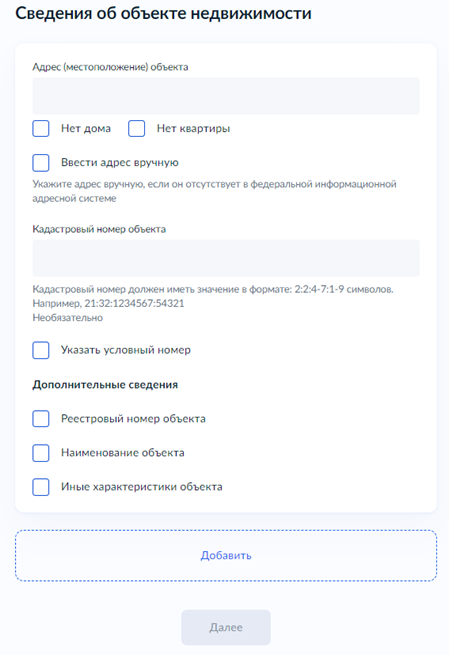 Сведения об объекте недвижимости
Адрес (местоположение) объекта
Нет дома Нет квартиры
Ввести адрес вручную
Укажите адрес вручную, если он отсутствует в федеральной информационной
адресной системе
Кадастровый номер объекта
Кадастровый номер должен иметь значение в формате: 2:2:4-7:1-9 символов.
Например, 21:32:1234567:54321
Необязательно
Указать условный номер
Дополнительные сведения
Реестровый номер объекта
Наименование объекта
Иные характеристики объекта
Добавить
Далее